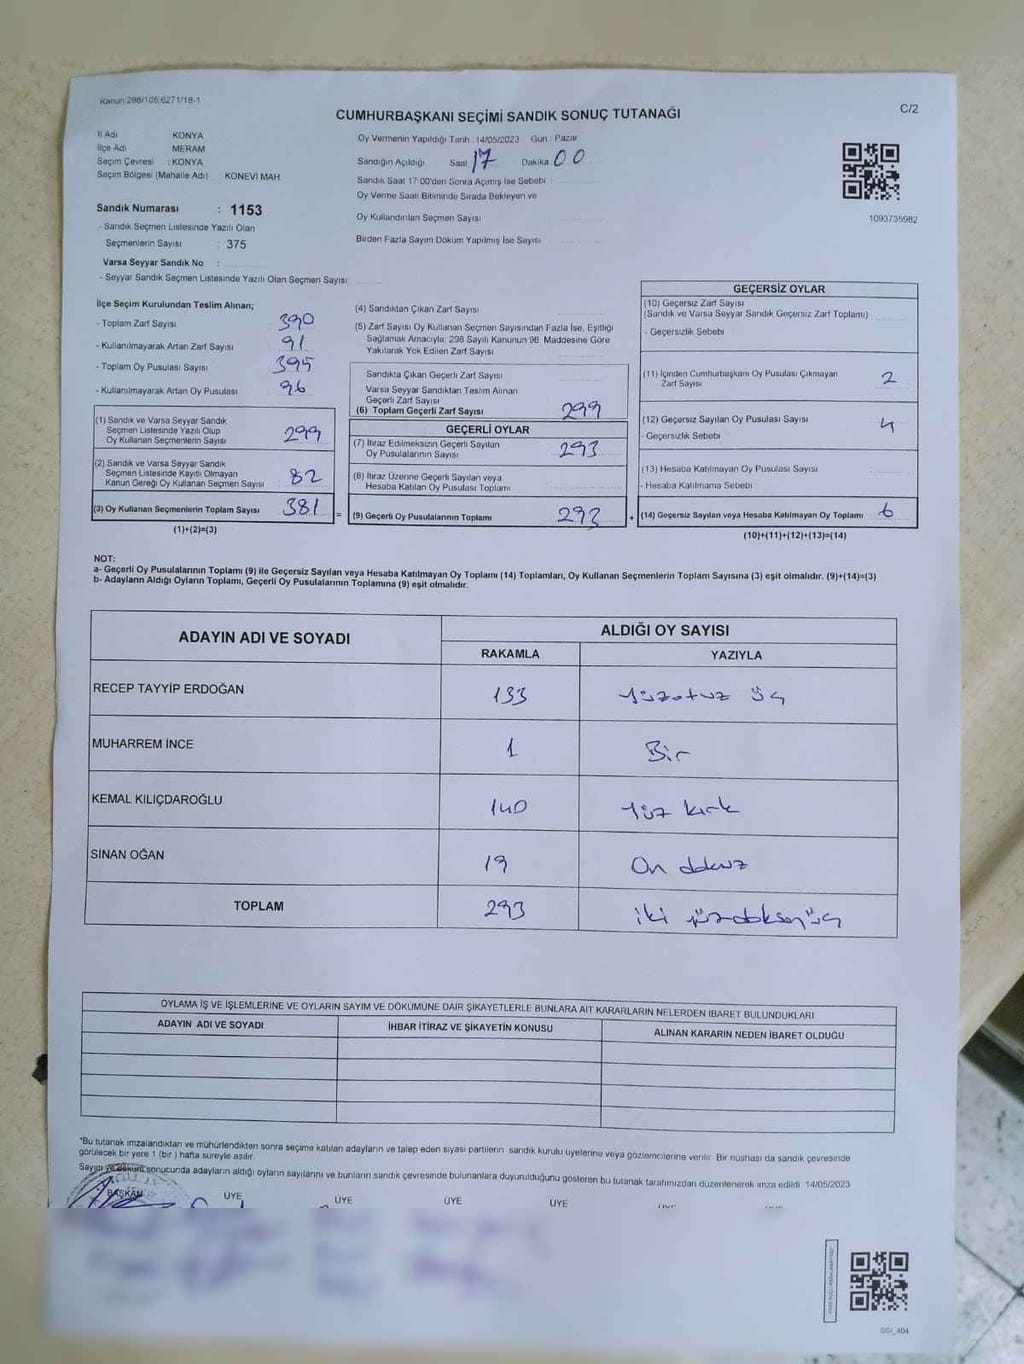 Kanun:298/105;6271/18-1
C/2
CUMHURBAŞKANI SEÇİMİ SANDIK SONUÇ TUTANAĞI
İl Adı KONYA
İlçe Adı MERAM
Seçim Çevresi : KONYA
Seçim Bölgesi (Mahalle Adı) KONEVİ MAH
Oy Vermenin Yapıldığı Tarih 14/05/2023 Gün : Pazar
Sandığın Açıldığı Saat 17 Dakika 00
Sandık Saat 17:00'den Sonra Açılmış İse Sebebi :
Oy Verme Saati Bitiminde Sırada Bekleyen ve
Oy Kullandırılan Seçmen Sayısı
Birden Fazla Sayım Döküm Yapılmış İse Sayısı
1093735982
Sandık Numarası : 1153
- Sandık Seçmen Listesinde Yazılı Olan
Seçmenlerin Sayısı : 375
Varsa Seyyar Sandık No :
- Seyyar Sandık Seçmen Listesinde Yazılı Olan Seçmen Sayısı
İlçe Seçim Kurulundan Teslim Alınan;
- Toplam Zarf Sayısı 390
- Kullanılmayarak Artan Zarf Sayısı 91
- Toplam Oy Pusulası Sayısı 395
- Kullanılmayarak Artan Oy Pusulası 96
(1) Sandık ve Varsa Seyyar Sandık
Seçmen Listesinde Yazılı Olup
Oy Kullanan Seçmenlerin Sayısı 299
(2) Sandık ve Varsa Seyyar Sandık
Seçmen Listesinde Kayıtlı Olmayan
Kanun Gereği Oy Kullanan Seçmen Sayısı 82
(3) Oy Kullanan Seçmenlerin Toplam Sayısı 381
(1)+(2)=(3)
(4) Sandıktan Çıkan Zarf Sayısı
(5) Zarf Sayısı Oy Kullanan Seçmen Sayısından Fazla İse, Eşitliği
Sağlamak Amacıyla; 298 Sayılı Kanunun 98. Maddesine Göre
Yakılarak Yok Edilen Zarf Sayısı
Sandıkta Çıkan Geçerli Zarf Sayısı
Varsa Seyyar Sandıktan Teslim Alınan
Geçerli Zarf Sayısı
(6) Toplam Geçerli Zarf Sayısı 299
GEÇERLİ OYLAR
(7) İtiraz Edilmeksizin Geçerli Sayılan
Oy Pusulalarının Sayısı 293
(8) İtiraz Üzerine Geçerli Sayılan veya
Hesaba Katılan Oy Pusulası Toplamı
= (9) Geçerli Oy Pusulalarının Toplamı 293
GEÇERSİZ OYLAR
(10) Geçersiz Zarf Sayısı
(Sandık ve Varsa Seyyar Sandık Geçersiz Zarf Toplamı)
- Geçersizlik Sebebi :
(11) İçinden Cumhurbaşkanı Oy Pusulası Çıkmayan
Zarf Sayısı 2
(12) Geçersiz Sayılan Oy Pusulası Sayısı 4
- Geçersizlik Sebebi :
(13) Hesaba Katılmayan Oy Pusulası Sayısı
- Hesaba Katılmama Sebebi :
+ (14) Geçersiz Sayılan veya Hesaba Katılmayan Oy Toplamı 6
(10)+(11)+(12)+(13)=(14)
NOT:
a- Geçerli Oy Pusulalarının Toplamı (9) ile Geçersiz Sayılan veya Hesaba Katılmayan Oy Toplamı (14) Toplamları, Oy Kullanan Seçmenlerin Toplam Sayısına (3) eşit olmalıdır. (9)+(14)=(3)
b- Adayların Aldığı Oyların Toplamı, Geçerli Oy Pusulalarının Toplamına (9) eşit olmalıdır.
ADAYIN ADI VE SOYADI ALDIĞI OY SAYISI
RAKAMLA YAZIYLA
RECEP TAYYİP ERDOĞAN 133 Yüzotuz üç
MUHARREM İNCE 1 Bir
KEMAL KILIÇDAROĞLU 140 Yüz kırk
SİNAN OĞAN 19 On dokuz
TOPLAM 293 iki yüzdoksanüç
OYLAMA İŞ VE İŞLEMLERİNE VE OYLARIN SAYIM VE DÖKÜMÜNE DAİR ŞİKAYETLERLE BUNLARA AİT KARARLARIN NELERDEN İBARET BULUNDUKLARI
ADAYIN ADI VE SOYADI İHBAR İTİRAZ VE ŞİKAYETİN KONUSU ALINAN KARARIN NEDEN İBARET OLDUĞU
*Bu tutanak imzalandıktan ve mühürlendikten sonra seçime katılan adayların ve talep eden siyasi partilerin sandık kurulu üyelerine veya gözlemcilerine verilir. Bir nüshası da sandık çevresinde
görülecek bir yere 1 (bir ) hafta süreyle asılır.
Sayım ve döküm sonucunda adayların aldığı oyların sayılarını ve bunların sandık çevresinde bulunanlara duyurulduğunu gösteren bu tutanak tarafımızdan düzenlenerek imza edildi. 14/05/2023
BAŞKAN ÜYE ÜYE ÜYE ÜYE
SSI_404